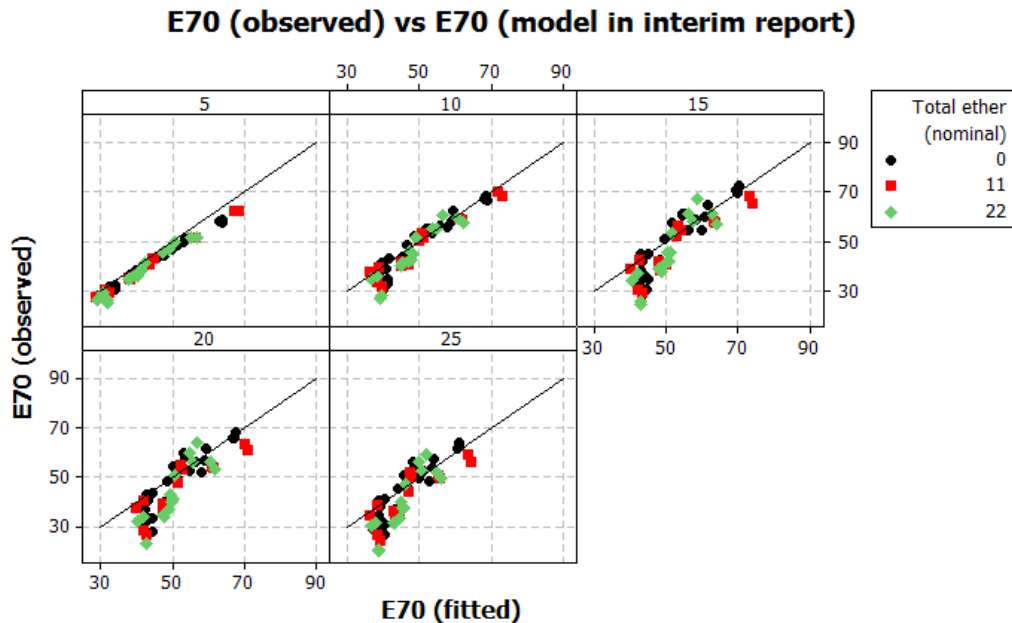 E70 (observed) vs E70 (model in interim report)
30 50 70 90
5 10 15
Total ether
(nominal)
0
11
22
90
70
50
30
20 25
30 50 70 90
90
70
50
30
30 50 70 90
E70 (observed)
E70 (fitted)